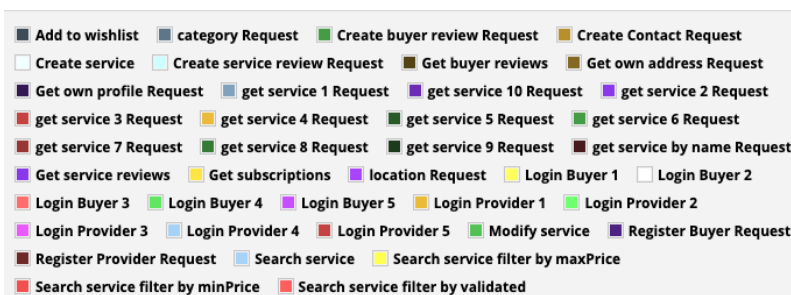 Add to wishlist category Request Create buyer review Request Create Contact Request
Create service Create service review Request Get buyer reviews Get own address Request
Get own profile Request get service 1 Request get service 10 Request get service 2 Request
get service 3 Request get service 4 Request get service 5 Request get service 6 Request
get service 7 Request get service 8 Request get service 9 Request get service by name Request
Get service reviews Get subscriptions location Request Login Buyer 1 Login Buyer 2
Login Buyer 3 Login Buyer 4 Login Buyer 5 Login Provider 1 Login Provider 2
Login Provider 3 Login Provider 4 Login Provider 5 Modify service Register Buyer Request
Register Provider Request Search service Search service filter by maxPrice
Search service filter by minPrice Search service filter by validated